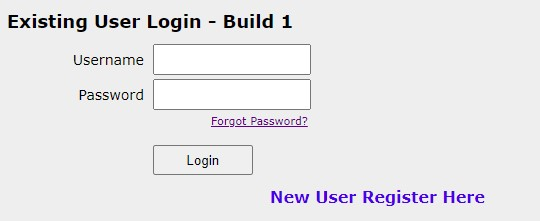 Existing User Login - Build 1
Username
Password
Forgot Password?
Login
New User Register Here